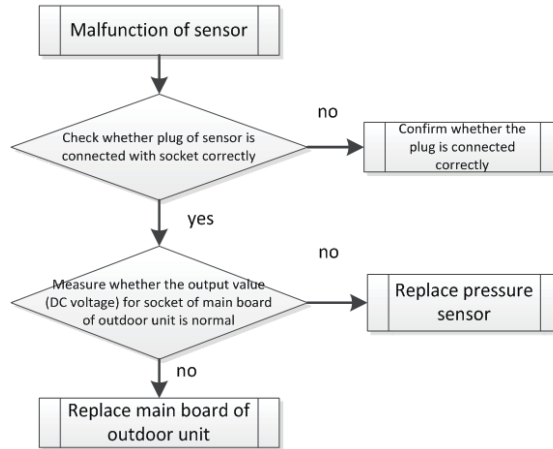 Malfunction of sensor
no
Check whether plug of sensor is
connected with socket correctly
Confirm whether the
plug is connected
correctly
yes
no
Measure whether the output value
(DC voltage) for socket of main board
of outdoor unit is normal
Replace pressure
sensor
no
Replace main board of
outdoor unit